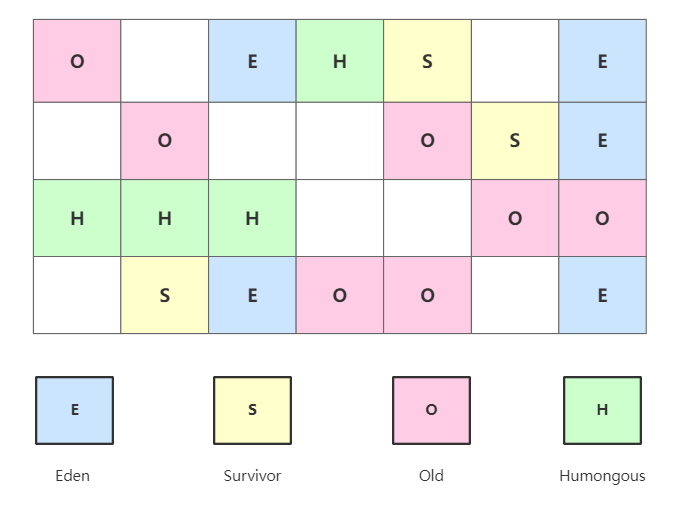 O E H S E
O O S E
H H H O O
S E O O E
E S O H
Eden Survivor Old Humongous